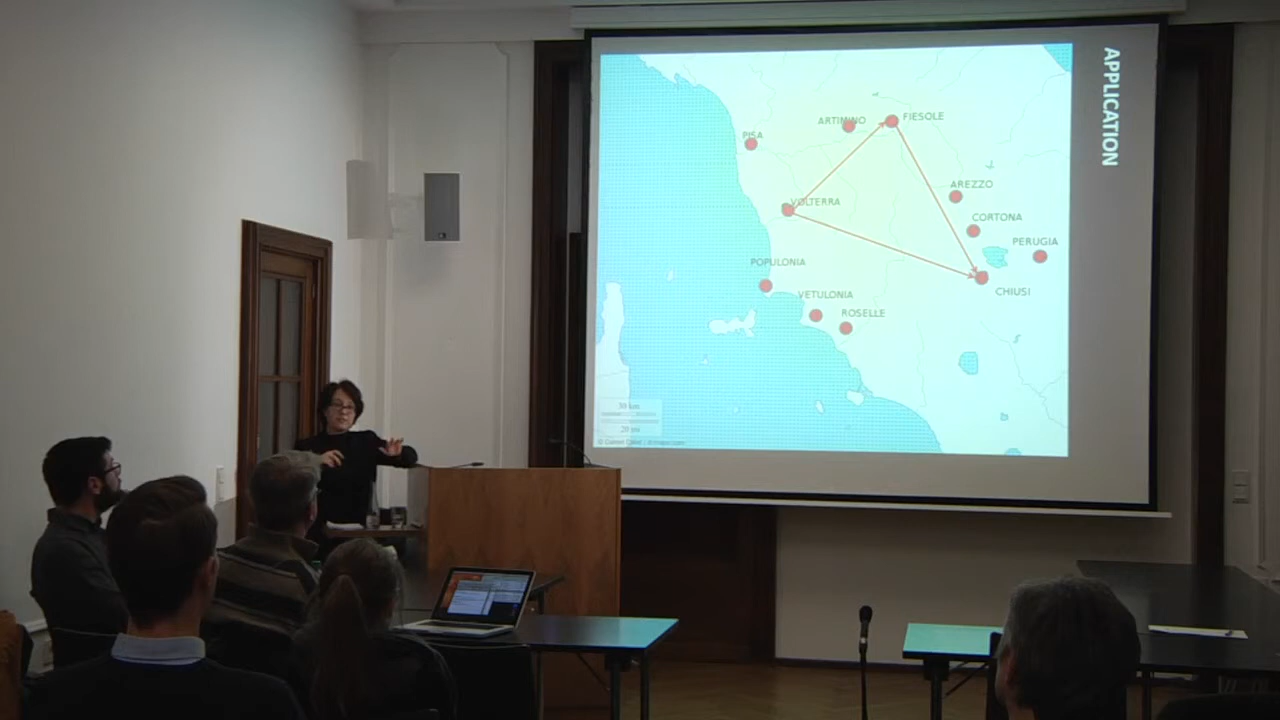 APPLICATION
ARTIMINO
FIESOLE
PISA
AREZZO
VOLTERRA
CORTONA
PERUGIA
POPULONIA
CHIUSI
VETULONIA
ROSELLE